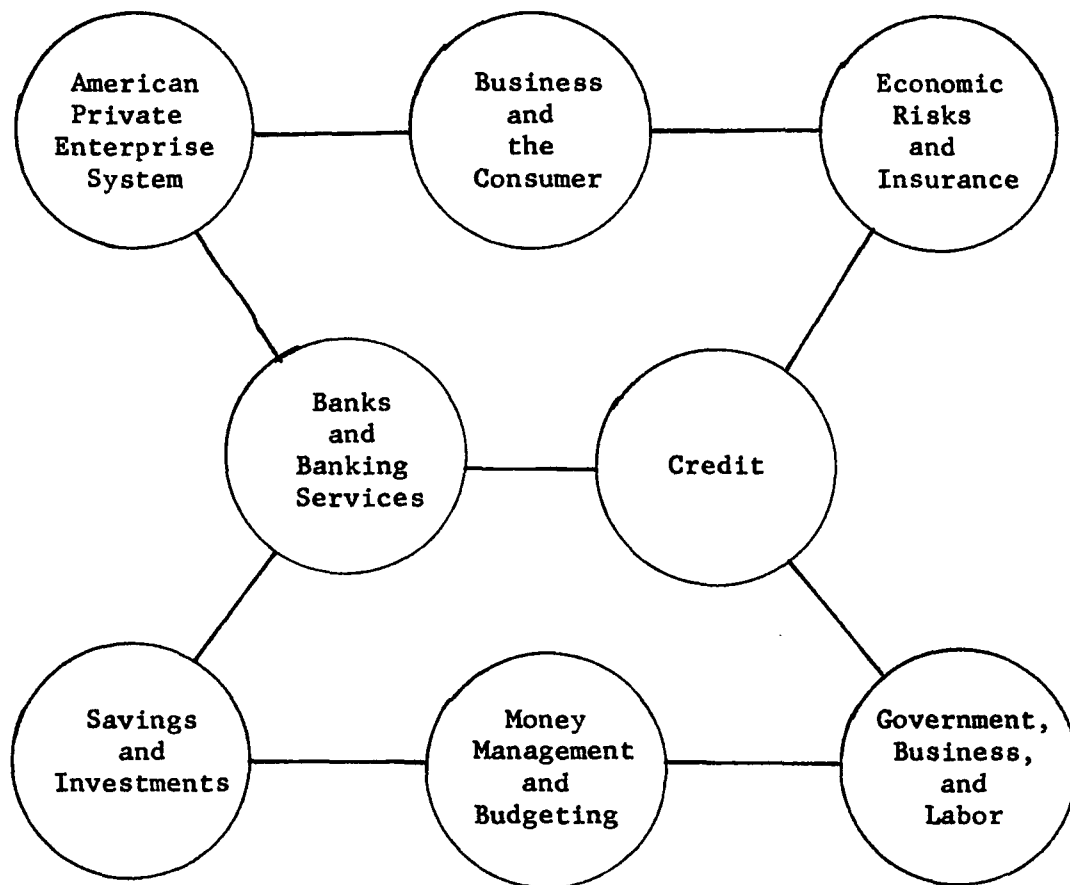 American
Private
Enterprise
System
Business
and
the
Consumer
Economic
Risks
and
Insurance
Banks
and
Banking
Services
Credit
Savings
and
Investments
Money
Management
and
Budgeting
Government,
Business,
and
Labor